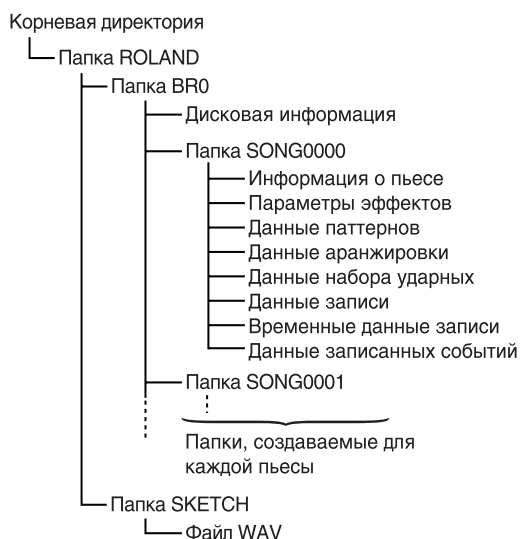 Корневая директория
Папка ROLAND
Папка BR0
Дисковая информация
Папка SONG0000
Информация о пьесе
Параметры эффектов
Данные паттернов
Данные аранжировки
Данные набора ударных
Данные записи
Временные данные записи
Данные записанных событий
Папка SONG0001
Папки, создаваемые для
каждой пьесы
Папка SKETCH
Файл WAV